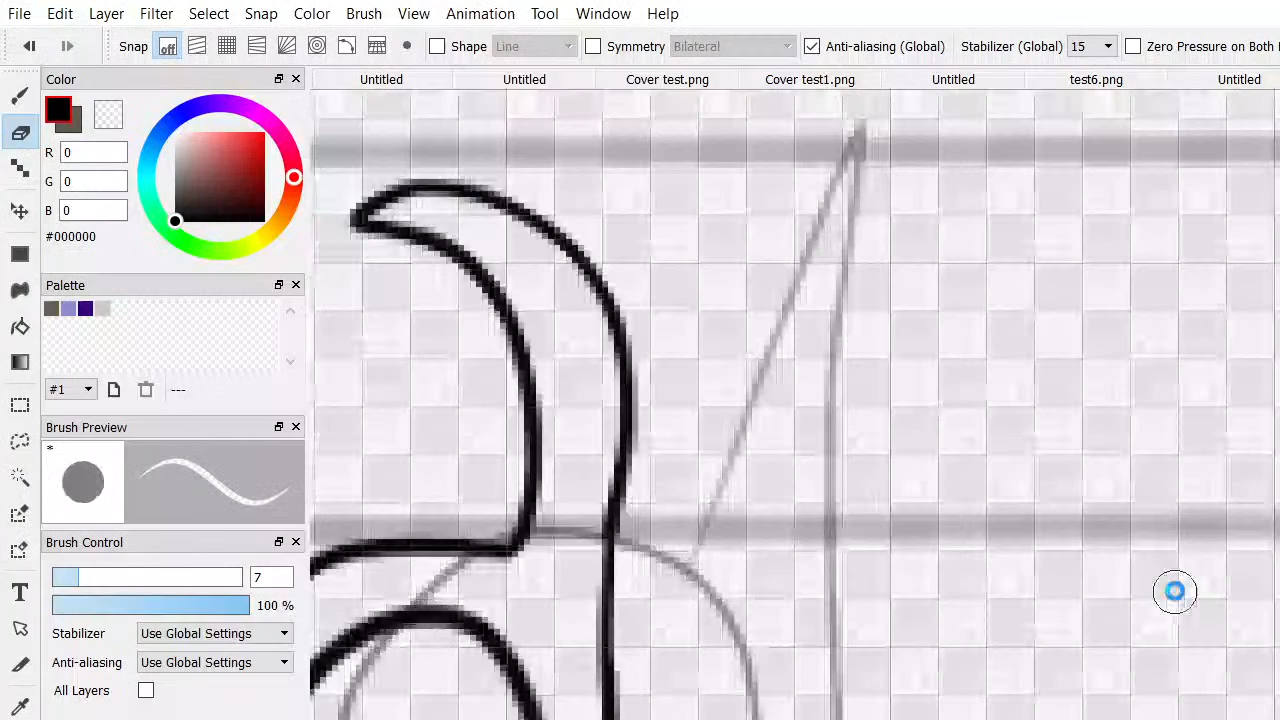 File Edit Layer Filter Select Snap Color Brush View Animation Tool Window Help
Snap off Shape Line Symmetry Bilateral Anti-aliasing (Global) Stabilizer (Global) 15 Zero Pressure on Both
Color
Untitled Untitled Cover test.png Cover test1.png Untitled test6.png Untitled
R 0
G 0
B 0
#000000
Palette
#1 ---
Brush Preview
*
Brush Control
7
100 %
Stabilizer Use Global Settings
Anti-aliasing Use Global Settings
All Layers
T